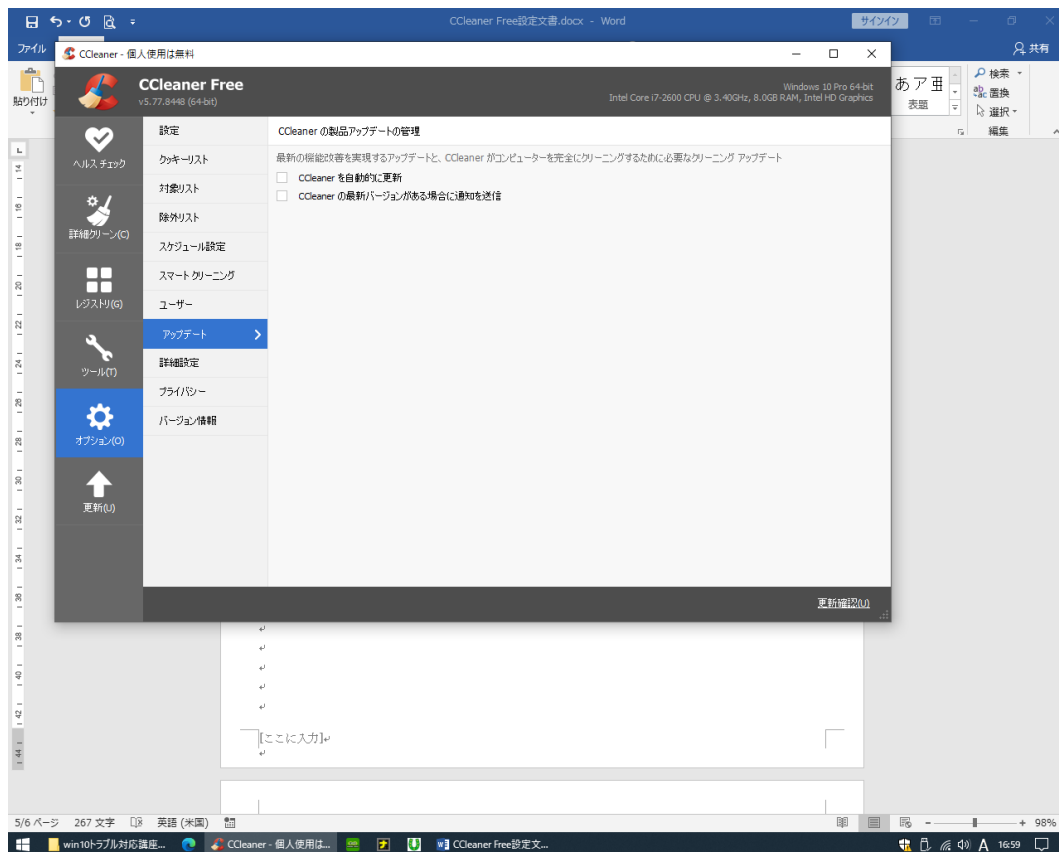 CCleaner Free設定文書.docx - Word
サインイン
ファイル
共有
貼り付け
あア亜
表題
検索
置換
選択
編集
CCleaner - 個人使用は無料
CCleaner Free
v5.77.8448 (64-bit)
Windows 10 Pro 64-bit
Intel Core i7-2600 CPU @ 3.40GHz, 8.0GB RAM, Intel HD Graphics
ヘルス チェック
詳細クリーン(C)
レジストリ(G)
ツール(T)
オプション(O)
更新(U)
設定
クッキーリスト
対象リスト
除外リスト
スケジュール設定
スマート クリーニング
ユーザー
アップデート
詳細設定
プライバシー
バージョン情報
CCleaner の製品アップデートの管理
最新の機能改善を実現するアップデートと、CCleaner がコンピューターを完全にクリーニングするために必要なクリーニング アップデート
CCleaner を自動的に更新
CCleaner の最新バージョンがある場合に通知を送信
更新確認(U)
L
14
16
18
20
22
24
26
28
30
32
34
36
38
40
42
44
[ここに入力]
5/6 ページ 267 文字 英語 (米国)
98%
win10トラブル対応講座...
CCleaner - 個人使用は...
CCleaner Free設定文...
A 16:59